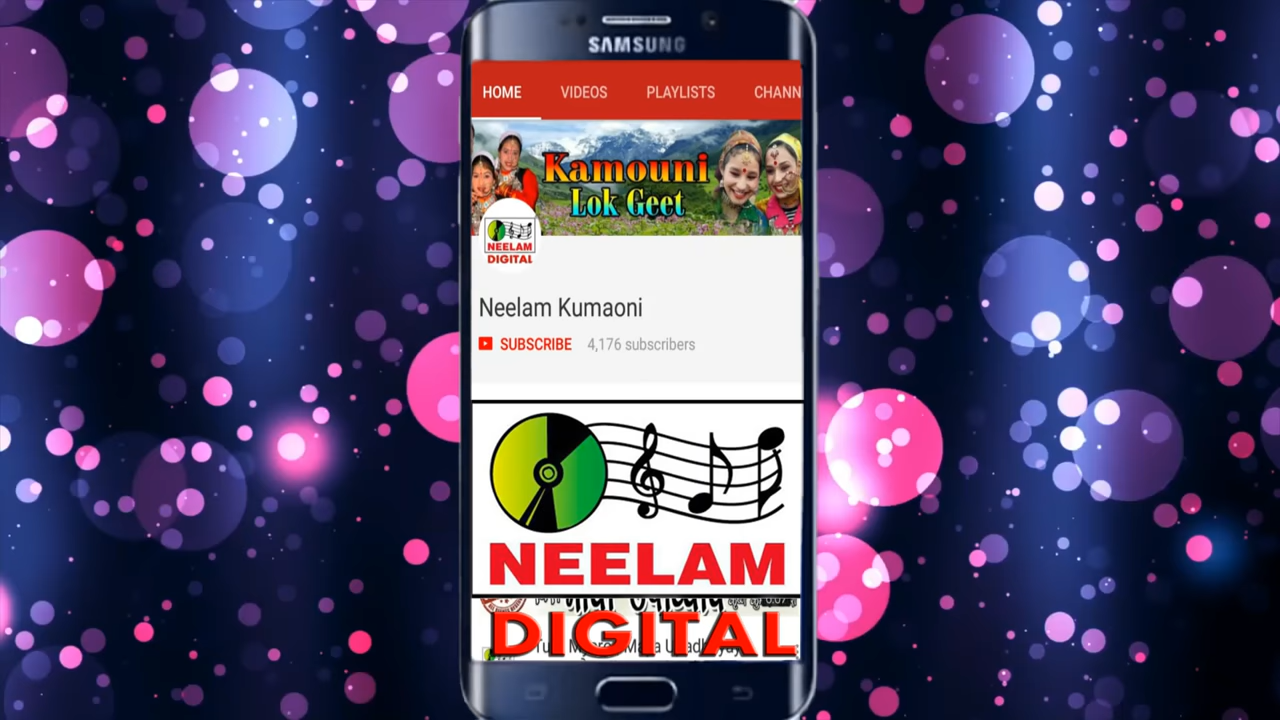 SAMSUNG
HOME VIDEOS PLAYLISTS CHANN
Kamouni
Lok Geet
NEELAM
DIGITAL
Neelam Kumaoni
SUBSCRIBE 4,176 subscribers
NEELAM
DIGITAL